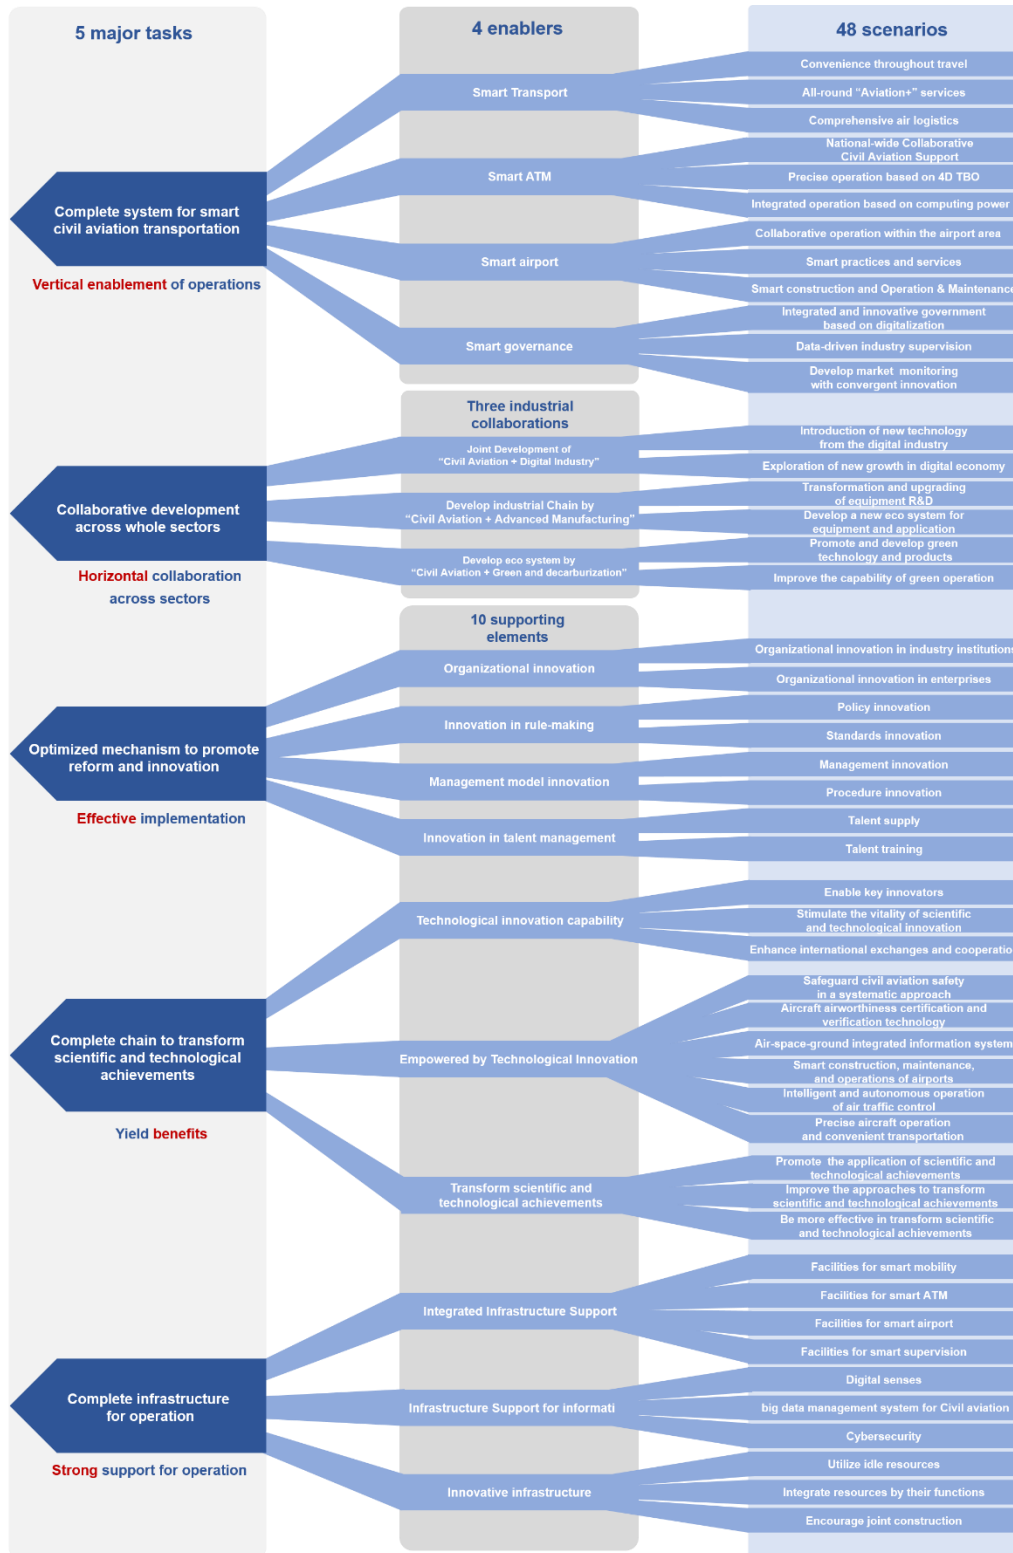 5 major tasks
4 enablers
48 scenarios
Complete system for smart
civil aviation transportation
Vertical enablement of operations
Smart Transport
Convenience throughout travel
All-round “Aviation+” services
Comprehensive air logistics
Smart ATM
National-wide Collaborative
Civil Aviation Support
Precise operation based on 4D TBO
Integrated operation based on computing power
Smart airport
Collaborative operation within the airport area
Smart practices and services
Smart construction and Operation & Maintenance
Smart governance
Integrated and innovative government
based on digitalization
Data-driven industry supervision
Develop market monitoring
with convergent innovation
Three industrial
collaborations
Collaborative development
across whole sectors
Horizontal collaboration
across sectors
Joint Development of
“Civil Aviation + Digital Industry”
Introduction of new technology
from the digital industry
Exploration of new growth in digital economy
Develop industrial Chain by
“Civil Aviation + Advanced Manufacturing”
Transformation and upgrading
of equipment R&D
Develop a new eco system for
equipment and application
Develop eco system by
“Civil Aviation + Green and decarburization”
Promote and develop green
technology and products
Improve the capability of green operation
10 supporting
elements
Optimized mechanism to promote
reform and innovation
Effective implementation
Organizational innovation
Organizational innovation in industry institutions
Organizational innovation in enterprises
Innovation in rule-making
Policy innovation
Standards innovation
Management model innovation
Management innovation
Procedure innovation
Innovation in talent management
Talent supply
Talent training
Complete chain to transform
scientific and technological
achievements
Yield benefits
Technological innovation capability
Enable key innovators
Stimulate the vitality of scientific
and technological innovation
Enhance international exchanges and cooperation
Empowered by Technological Innovation
Safeguard civil aviation safety
in a systematic approach
Aircraft airworthiness certification and
verification technology
Air-space-ground integrated information system
Smart construction, maintenance,
and operations of airports
Intelligent and autonomous operation
of air traffic control
Precise aircraft operation
and convenient transportation
Transform scientific and
technological achievements
Promote the application of scientific and
technological achievements
Improve the approaches to transform
scientific and technological achievements
Be more effective in transform scientific
and technological achievements
Complete infrastructure
for operation
Strong support for operation
Integrated Infrastructure Support
Facilities for smart mobility
Facilities for smart ATM
Facilities for smart airport
Facilities for smart supervision
Infrastructure Support for informati
Digital senses
big data management system for Civil aviation
Cybersecurity
Innovative infrastructure
Utilize idle resources
Integrate resources by their functions
Encourage joint construction